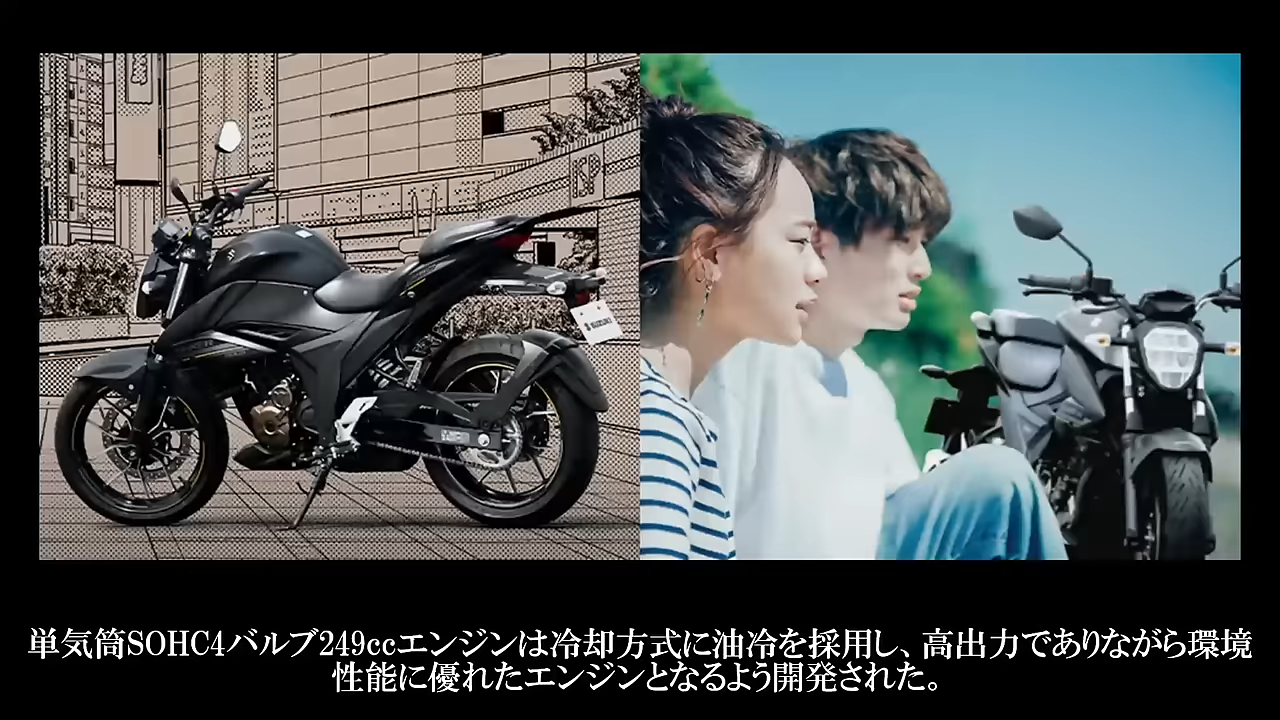 SUZUKI
単気筒SOHC4バルブ249ccエンジンは冷却方式に油冷を採用し、高出力でありながら環境
性能に優れたエンジンとなるよう開発された。